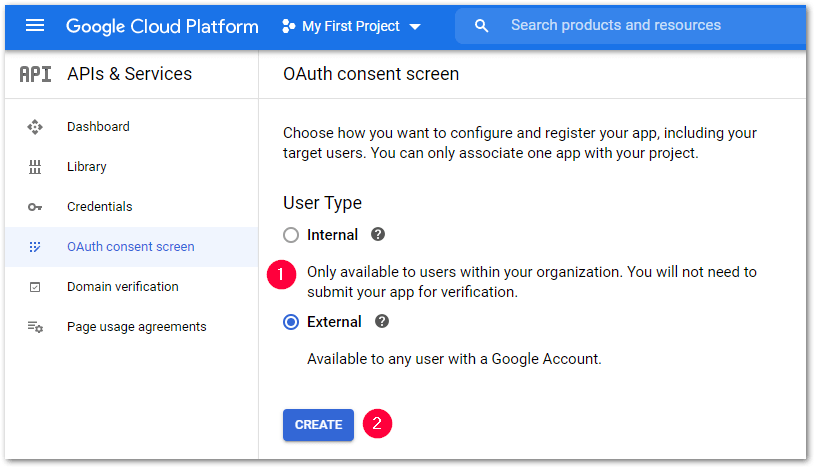 Google Cloud Platform My First Project Search products and resources
API APIs & Services
OAuth consent screen
Dashboard
Library
Credentials
OAuth consent screen
Domain verification
Page usage agreements
Choose how you want to configure and register your app, including your
target users. You can only associate one app with your project.
User Type
Internal ?
1 Only available to users within your organization. You will not need to
submit your app for verification.
External ?
Available to any user with a Google Account.
CREATE 2